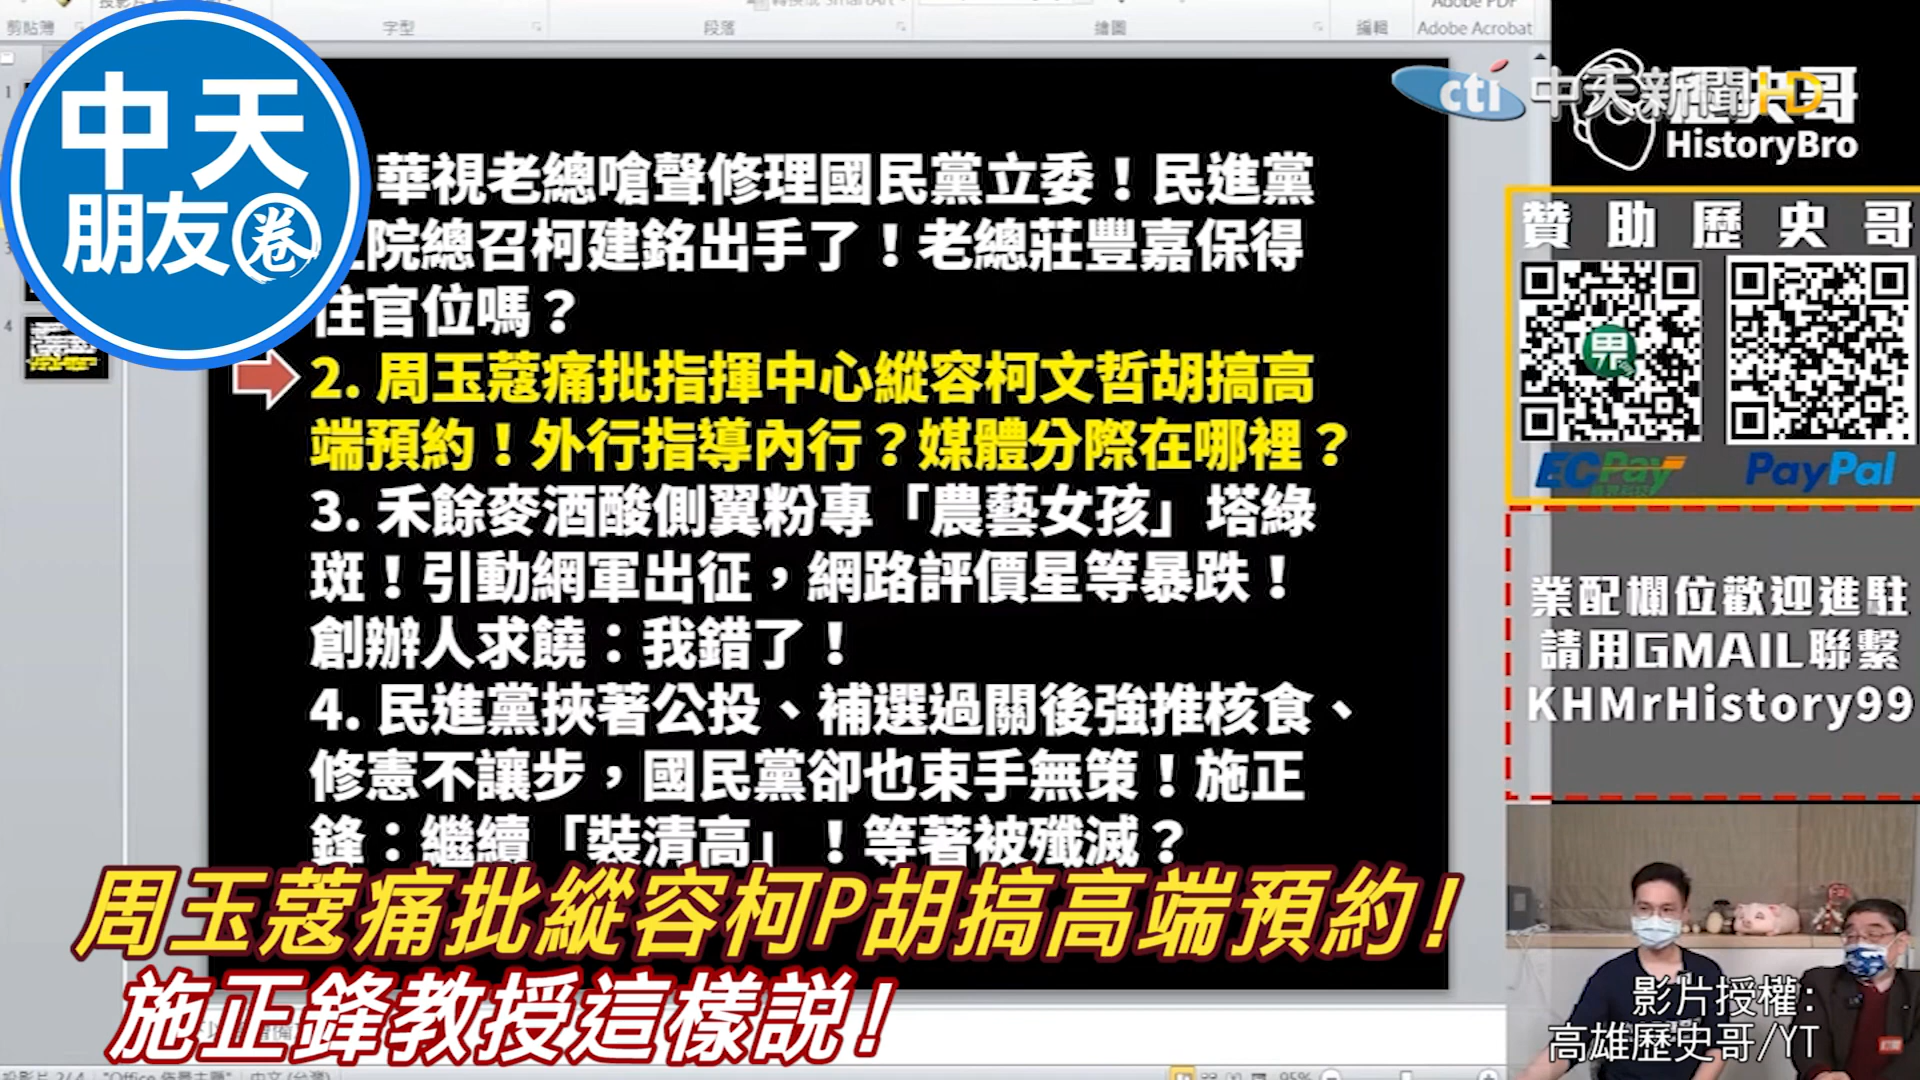 剪貼簿
字型
段落
繪圖
編輯
Adobe PDF
Adobe Acrobat
中天
朋友卷
cti 中天新聞HD
歷史哥
HistoryBro
華視老總嗆聲修理國民黨立委！民進黨
院總召柯建銘出手了！老總莊豐嘉保得
住官位嗎？
2. 周玉蔻痛批指揮中心縱容柯文哲胡搞高
端預約！外行指導內行？媒體分際在哪裡？
3. 禾餘麥酒酸側翼粉專「農藝女孩」塔綠
斑！引動網軍出征，網路評價星等暴跌！
創辦人求饒：我錯了！
4. 民進黨挾著公投、補選過關後強推核食、
修憲不讓步，國民黨卻也束手無策！施正
鋒：繼續「裝清高」！等著被殲滅？
1
4
贊助歷史哥
ECPay
PayPal
業配欄位歡迎進駐
請用GMAIL聯繫
KHMrHistory99
周玉蔻痛批縱容柯P胡搞高端預約！
施正鋒教授這樣説！
影片授權：
高雄歷史哥/YT
95%